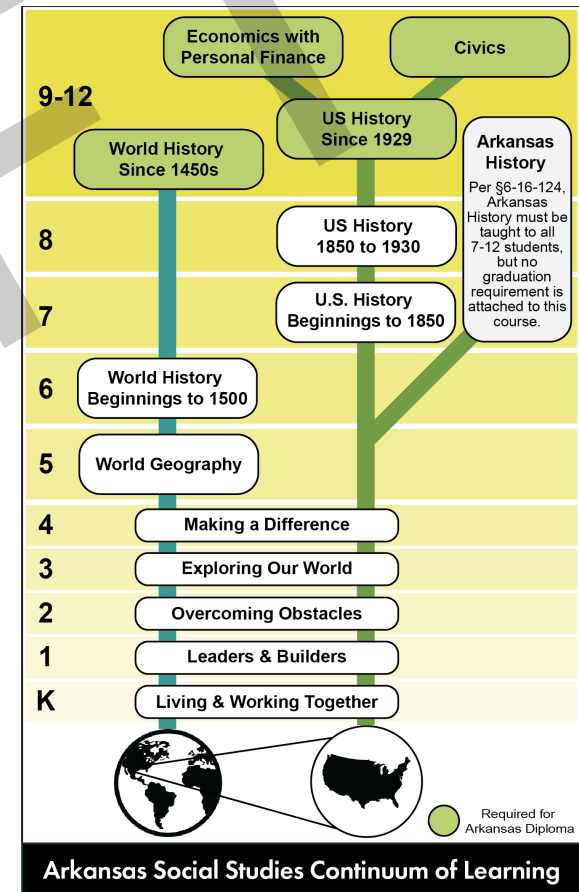 Economics with
Personal Finance
Civics
9-12
US History
Since 1929
World History
Since 1450s
Arkansas
History
Per §6-16-124,
Arkansas
History must be
taught to all
7-12 students,
but no
graduation
requirement is
attached to this
course.
8
US History
1850 to 1930
7
U.S. History
Beginnings to 1850
6
World History
Beginnings to 1500
5
World Geography
4
Making a Difference
3
Exploring Our World
2
Overcoming Obstacles
1
Leaders & Builders
K
Living & Working Together
Required for
Arkansas Diploma
Arkansas Social Studies Continuum of Learning